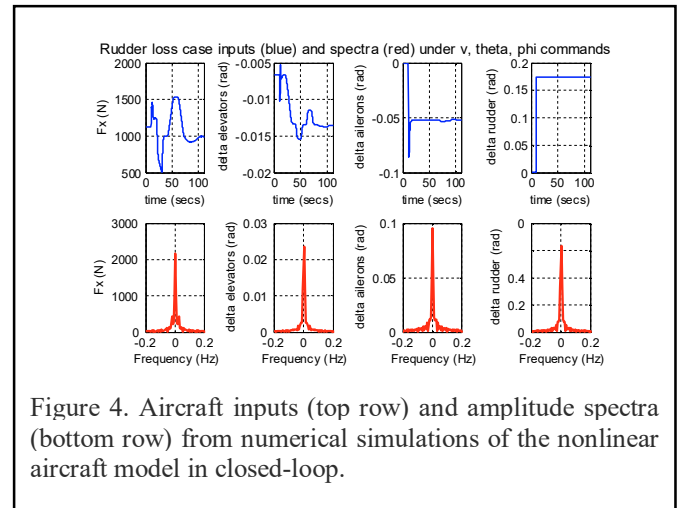 Rudder loss case inputs (blue) and spectra (red) under v, theta, phi commands
2000
1500
1000
500
Fx (N)
0 50 100
time (secs)
-0.005
-0.01
-0.015
-0.02
delta elevators (rad)
0 50 100
time (secs)
0
-0.05
-0.1
delta ailerons (rad)
0 50 100
time (secs)
0.2
0.15
0.1
0.05
0
delta rudder (rad)
0 50 100
time (secs)
3000
2000
1000
0
Fx (N)
-0.2 0 0.2
Frequency (Hz)
0.03
0.02
0.01
0
delta elevators (rad)
-0.2 0 0.2
Frequency (Hz)
0.1
0.05
0
delta ailerons (rad)
-0.2 0 0.2
Frequency (Hz)
0
0
0
delta rudder (rad)
-0.2 0 0.2
Frequency (Hz)
Figure 4. Aircraft inputs (top row) and amplitude spectra
(bottom row) from numerical simulations of the nonlinear
aircraft model in closed-loop.